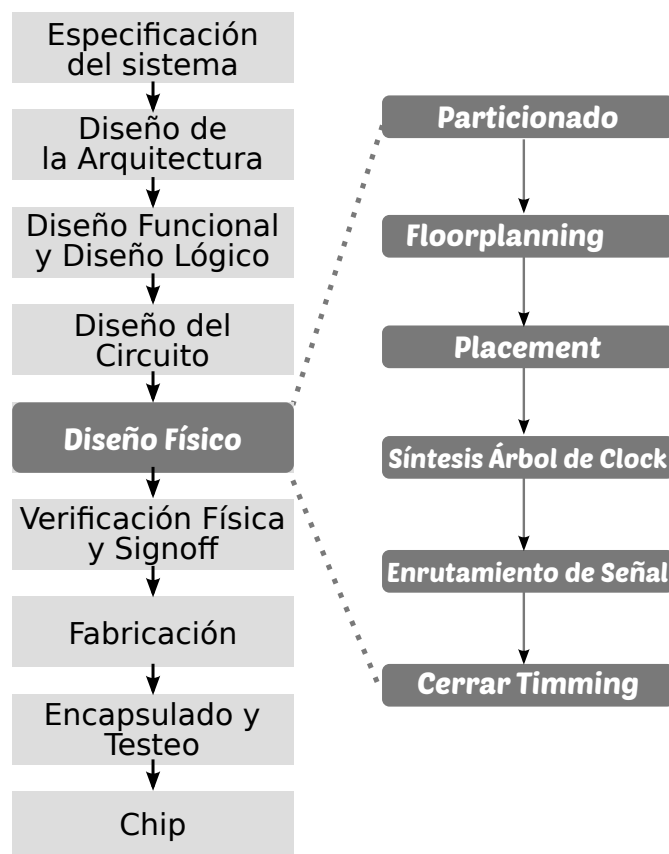 Especificación
del sistema
Diseño de
la Arquitectura
Diseño Funcional
y Diseño Lógico
Diseño del
Circuito
Diseño Físico
Verificación Física
y Signoff
Fabricación
Encapsulado y
Testeo
Chip
Particionado
Floorplanning
Placement
Síntesis Árbol de Clock
Enrutamiento de Señal
Cerrar Timming